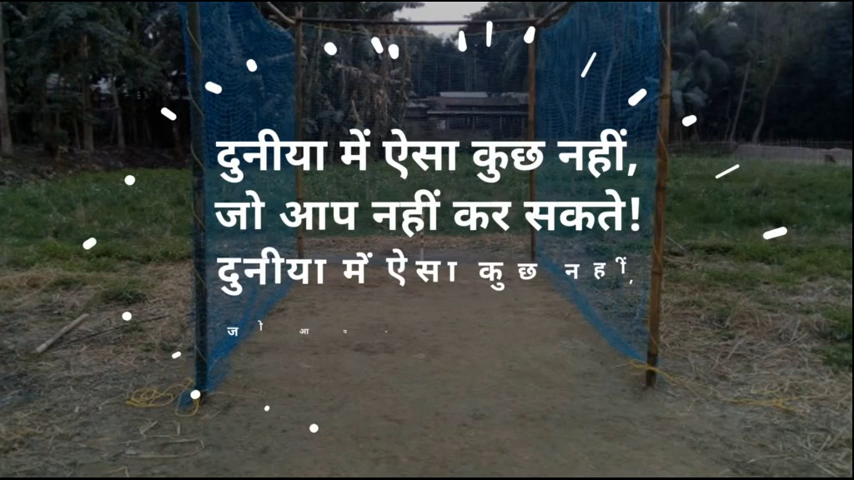 दुनीया में ऐसा कुछ नहीं,
जो आप नहीं कर सकते!
दुनीया में ऐसा कुछ नहीं,
जो आ